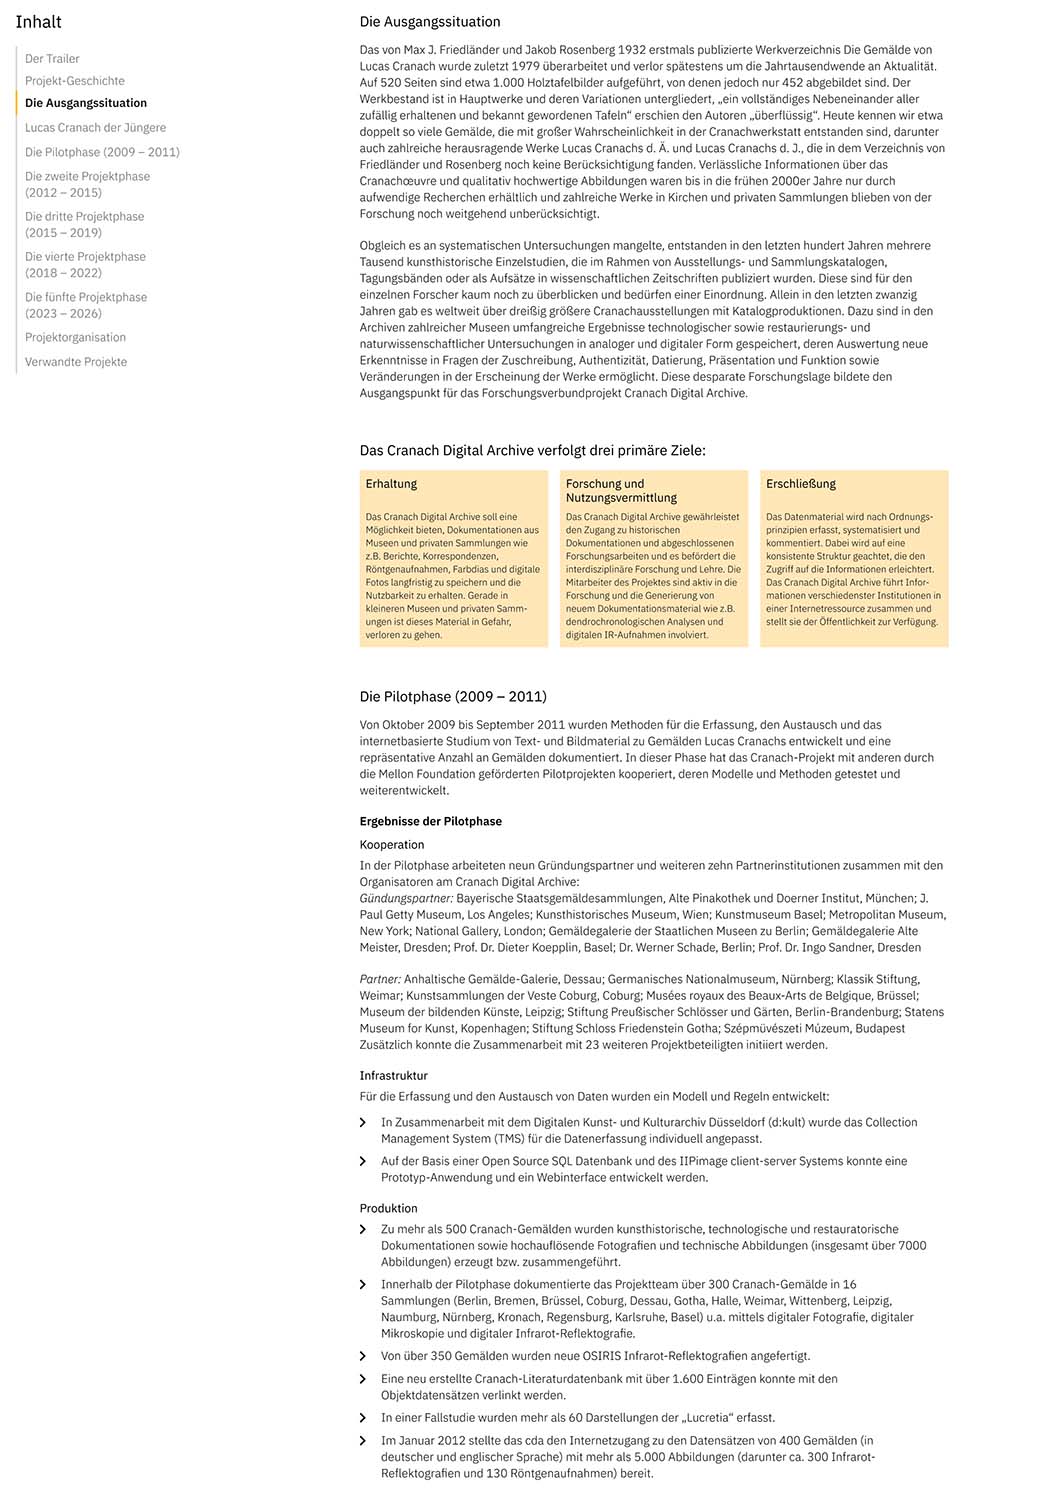 Inhalt
Der Trailer
Projekt-Geschichte
Die Ausgangssituation
Lucas Cranach der Jüngere
Die Pilotphase (2009 – 2011)
Die zweite Projektphase
(2012 – 2015)
Die dritte Projektphase
(2015 – 2019)
Die vierte Projektphase
(2018 – 2022)
Die fünfte Projektphase
(2023 – 2026)
Projektorganisation
Verwandte Projekte
Die Ausgangssituation
Das von Max J. Friedländer und Jakob Rosenberg 1932 erstmals publizierte Werkverzeichnis Die Gemälde von
Lucas Cranach wurde zuletzt 1979 überarbeitet und verlor spätestens um die Jahrtausendwende an Aktualität.
Auf 520 Seiten sind etwa 1.000 Holztafelbilder aufgeführt, von denen jedoch nur 452 abgebildet sind. Der
Werkbestand ist in Hauptwerke und deren Variationen untergliedert, „ein vollständiges Nebeneinander aller
zufällig erhaltenen und bekannt gewordenen Tafeln“ erschien den Autoren „überflüssig“. Heute kennen wir etwa
doppelt so viele Gemälde, die mit großer Wahrscheinlichkeit in der Cranachwerkstatt entstanden sind, darunter
auch zahlreiche herausragende Werke Lucas Cranachs d. Ä. und Lucas Cranachs d. J., die in dem Verzeichnis von
Friedländer und Rosenberg noch keine Berücksichtigung fanden. Verlässliche Informationen über das
Cranachœuvre und qualitativ hochwertige Abbildungen waren bis in die frühen 2000er Jahre nur durch
aufwendige Recherchen erhältlich und zahlreiche Werke in Kirchen und privaten Sammlungen blieben von der
Forschung noch weitgehend unberücksichtigt.
Obgleich es an systematischen Untersuchungen mangelte, entstanden in den letzten hundert Jahren mehrere
Tausend kunsthistorische Einzelstudien, die im Rahmen von Ausstellungs- und Sammlungskatalogen,
Tagungsbänden oder als Aufsätze in wissenschaftlichen Zeitschriften publiziert wurden. Diese sind für den
einzelnen Forscher kaum noch zu überblicken und bedürfen einer Einordnung. Allein in den letzten zwanzig
Jahren gab es weltweit über dreißig größere Cranachausstellungen mit Katalogproduktionen. Dazu sind in den
Archiven zahlreicher Museen umfangreiche Ergebnisse technologischer sowie restaurierungs- und
naturwissenschaftlicher Untersuchungen in analoger und digitaler Form gespeichert, deren Auswertung neue
Erkenntnisse in Fragen der Zuschreibung, Authentizität, Datierung, Präsentation und Funktion sowie
Veränderungen in der Erscheinung der Werke ermöglicht. Diese desparate Forschungslage bildete den
Ausgangspunkt für das Forschungsverbundprojekt Cranach Digital Archive.
Das Cranach Digital Archive verfolgt drei primäre Ziele:
Erhaltung
Das Cranach Digital Archive soll eine
Möglichkeit bieten, Dokumentationen aus
Museen und privaten Sammlungen wie
z.B. Berichte, Korrespondenzen,
Röntgenaufnahmen, Farbdias und digitale
Fotos langfristig zu speichern und die
Nutzbarkeit zu erhalten. Gerade in
kleineren Museen und privaten Samm-
ungen ist dieses Material in Gefahr,
verloren zu gehen.
Forschung und
Nutzungsvermittlung
Das Cranach Digital Archive gewährleistet
den Zugang zu historischen
Dokumentationen und abgeschlossenen
Forschungsarbeiten und es befördert die
interdisziplinäre Forschung und Lehre. Die
Mitarbeiter des Projektes sind aktiv in die
Forschung und die Generierung von
neuem Dokumentationsmaterial wie z.B.
dendrochronologischen Analysen und
digitalen IR-Aufnahmen involviert.
Erschließung
Das Datenmaterial wird nach Ordnungs-
prinzipien erfasst, systematisiert und
kommentiert. Dabei wird auf eine
konsistente Struktur geachtet, die den
Zugriff auf die Informationen erleichtert.
Das Cranach Digital Archive führt Infor-
mationen verschiedenster Institutionen in
einer Internetressource zusammen und
stellt sie der Öffentlichkeit zur Verfügung.
Die Pilotphase (2009 – 2011)
Von Oktober 2009 bis September 2011 wurden Methoden für die Erfassung, den Austausch und das
internetbasierte Studium von Text- und Bildmaterial zu Gemälden Lucas Cranachs entwickelt und eine
repräsentative Anzahl an Gemälden dokumentiert. In dieser Phase hat das Cranach-Projekt mit anderen durch
die Mellon Foundation geförderten Pilotprojekten kooperiert, deren Modelle und Methoden getestet und
weiterentwickelt.
Ergebnisse der Pilotphase
Kooperation
In der Pilotphase arbeiteten neun Gründungspartner und weiteren zehn Partnerinstitutionen zusammen mit den
Organisatoren am Cranach Digital Archive:
Gündungspartner: Bayerische Staatsgemäldesammlungen, Alte Pinakothek und Doerner Institut, München; J.
Paul Getty Museum, Los Angeles; Kunsthistorisches Museum, Wien; Kunstmuseum Basel; Metropolitan Museum,
New York; National Gallery, London; Gemäldegalerie der Staatlichen Museen zu Berlin; Gemäldegalerie Alte
Meister, Dresden; Prof. Dr. Dieter Koepplin, Basel; Dr. Werner Schade, Berlin; Prof. Dr. Ingo Sandner, Dresden
Partner: Anhaltische Gemälde-Galerie, Dessau; Germanisches Nationalmuseum, Nürnberg; Klassik Stiftung,
Weimar; Kunstsammlungen der Veste Coburg, Coburg; Musées royaux des Beaux-Arts de Belgique, Brüssel;
Museum der bildenden Künste, Leipzig; Stiftung Preußischer Schlösser und Gärten, Berlin-Brandenburg; Statens
Museum for Kunst, Kopenhagen; Stiftung Schloss Friedenstein Gotha; Szépmüvészeti Múzeum, Budapest
Zusätzlich konnte die Zusammenarbeit mit 23 weiteren Projektbeteiligten initiiert werden.
Infrastruktur
Für die Erfassung und den Austausch von Daten wurden ein Modell und Regeln entwickelt:
In Zusammenarbeit mit dem Digitalen Kunst- und Kulturarchiv Düsseldorf (d:kult) wurde das Collection
Management System (TMS) für die Datenerfassung individuell angepasst.
Auf der Basis einer Open Source SQL Datenbank und des IIPimage client-server Systems konnte eine
Prototyp-Anwendung und ein Webinterface entwickelt werden.
Produktion
Zu mehr als 500 Cranach-Gemälden wurden kunsthistorische, technologische und restauratorische
Dokumentationen sowie hochauflösende Fotografien und technische Abbildungen (insgesamt über 7000
Abbildungen) erzeugt bzw. zusammengeführt.
Innerhalb der Pilotphase dokumentierte das Projektteam über 300 Cranach-Gemälde in 16
Sammlungen (Berlin, Bremen, Brüssel, Coburg, Dessau, Gotha, Halle, Weimar, Wittenberg, Leipzig,
Naumburg, Nürnberg, Kronach, Regensburg, Karlsruhe, Basel) u.a. mittels digitaler Fotografie, digitaler
Mikroskopie und digitaler Infrarot-Reflektografie.
Von über 350 Gemälden wurden neue OSIRIS Infrarot-Reflektografien angefertigt.
Eine neu erstellte Cranach-Literaturdatenbank mit über 1.600 Einträgen konnte mit den
Objektdatensätzen verlinkt werden.
In einer Fallstudie wurden mehr als 60 Darstellungen der „Lucretia“ erfasst.
Im Januar 2012 stellte das cda den Internetzugang zu den Datensätzen von 400 Gemälden (in
deutscher und englischer Sprache) mit mehr als 5.000 Abbildungen (darunter ca. 300 Infrarot-
Reflektografien und 130 Röntgenaufnahmen) bereit.